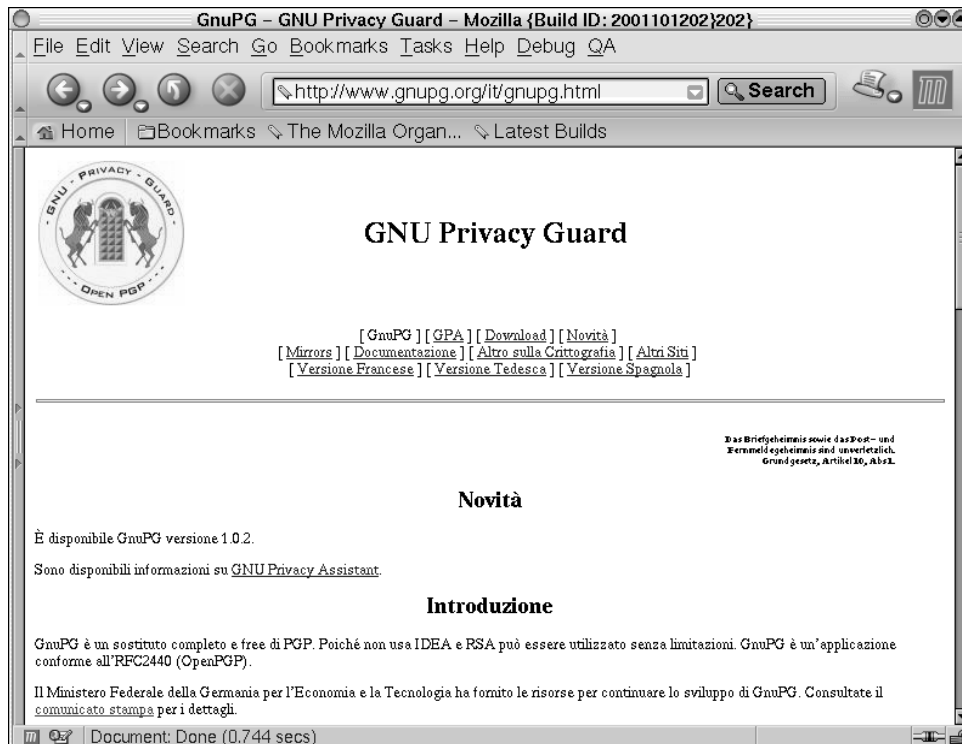 GnuPG – GNU Privacy Guard – Mozilla {Build ID: 2001101202}202}
File Edit View Search Go Bookmarks Tasks Help Debug QA
http://www.gnupg.org/it/gnupg.html Search
Home Bookmarks The Mozilla Organ... Latest Builds
GNU - PRIVACY - GUARD -
OPEN PGP
GNU Privacy Guard
[ GnuPG ] [ GPA ] [ Download ] [ Novità ]
[ Mirrors ] [ Documentazione ] [ Altro sulla Crittografia ] [ Altri Siti ]
[ Versione Francese ] [ Versione Tedesca ] [ Versione Spagnola ]
Das Briefgeheimnis sowie das Post– und
Fernmeldegeheimnis sind unverletzlich.
Grundgesetz, Artikel 10, Abs 1.
Novità
È disponibile GnuPG versione 1.0.2.
Sono disponibili informazioni su GNU Privacy Assistant.
Introduzione
GnuPG è un sostituto completo e free di PGP. Poiché non usa IDEA e RSA può essere utilizzato senza limitazioni. GnuPG è un'applicazione
conforme all'RFC2440 (OpenPGP).
Il Ministero Federale della Germania per l'Economia e la Tecnologia ha fornito le risorse per continuare lo sviluppo di GnuPG. Consultate il
comunicato stampa per i dettagli.
Document: Done (0.744 secs)